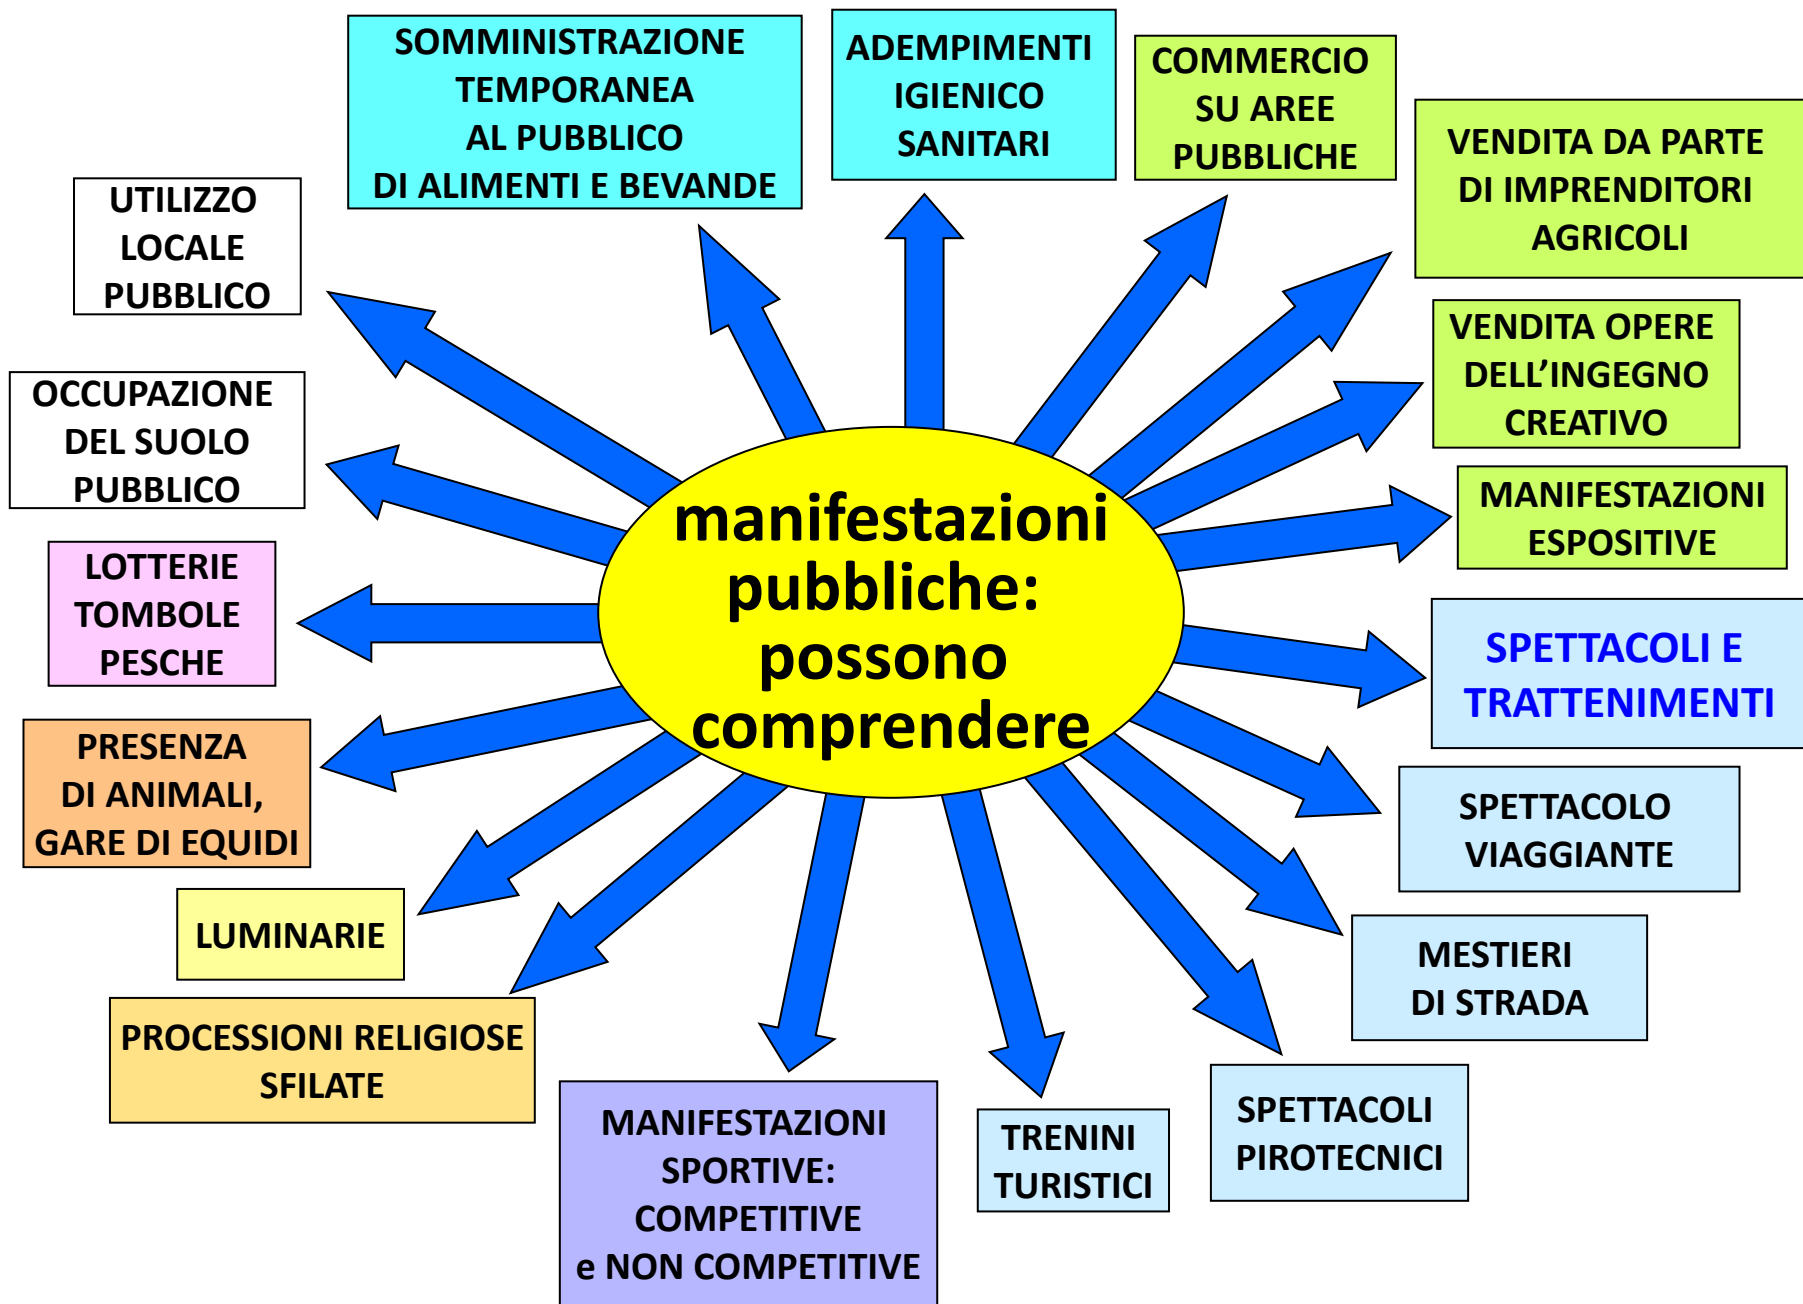 SOMMINISTRAZIONE
TEMPORANEA
AL PUBBLICO
DI ALIMENTI E BEVANDE
ADEMPIMENTI
IGIENICO
SANITARI
COMMERCIO
SU AREE
PUBBLICHE
VENDITA DA PARTE
DI IMPRENDITORI
AGRICOLI
UTILIZZO
LOCALE
PUBBLICO
VENDITA OPERE
DELL’INGEGNO
CREATIVO
OCCUPAZIONE
DEL SUOLO
PUBBLICO
MANIFESTAZIONI
ESPOSITIVE
manifestazioni
pubbliche:
possono
comprendere
LOTTERIE
TOMBOLE
PESCHE
SPETTACOLI E
TRATTENIMENTI
PRESENZA
DI ANIMALI,
GARE DI EQUIDI
SPETTACOLO
VIAGGIANTE
LUMINARIE
MESTIERI
DI STRADA
PROCESSIONI RELIGIOSE
SFILATE
MANIFESTAZIONI
SPORTIVE:
COMPETITIVE
e NON COMPETITIVE
TRENINI
TURISTICI
SPETTACOLI
PIROTECNICI